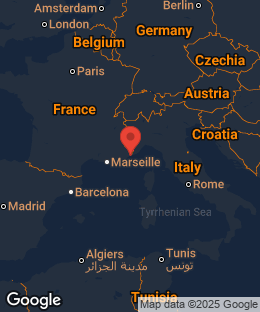 Amsterdam
Berlin
London
Germany
Belgium
Czechia
Paris
Austria
France
Croatia
Marseille
Italy
Barcelona
Rome
Madrid
Tyrrhenian Sea
Algiers
مدينة الجزائر
Tunis
تونس
Tunisia
Google
Map data ©2025 Google